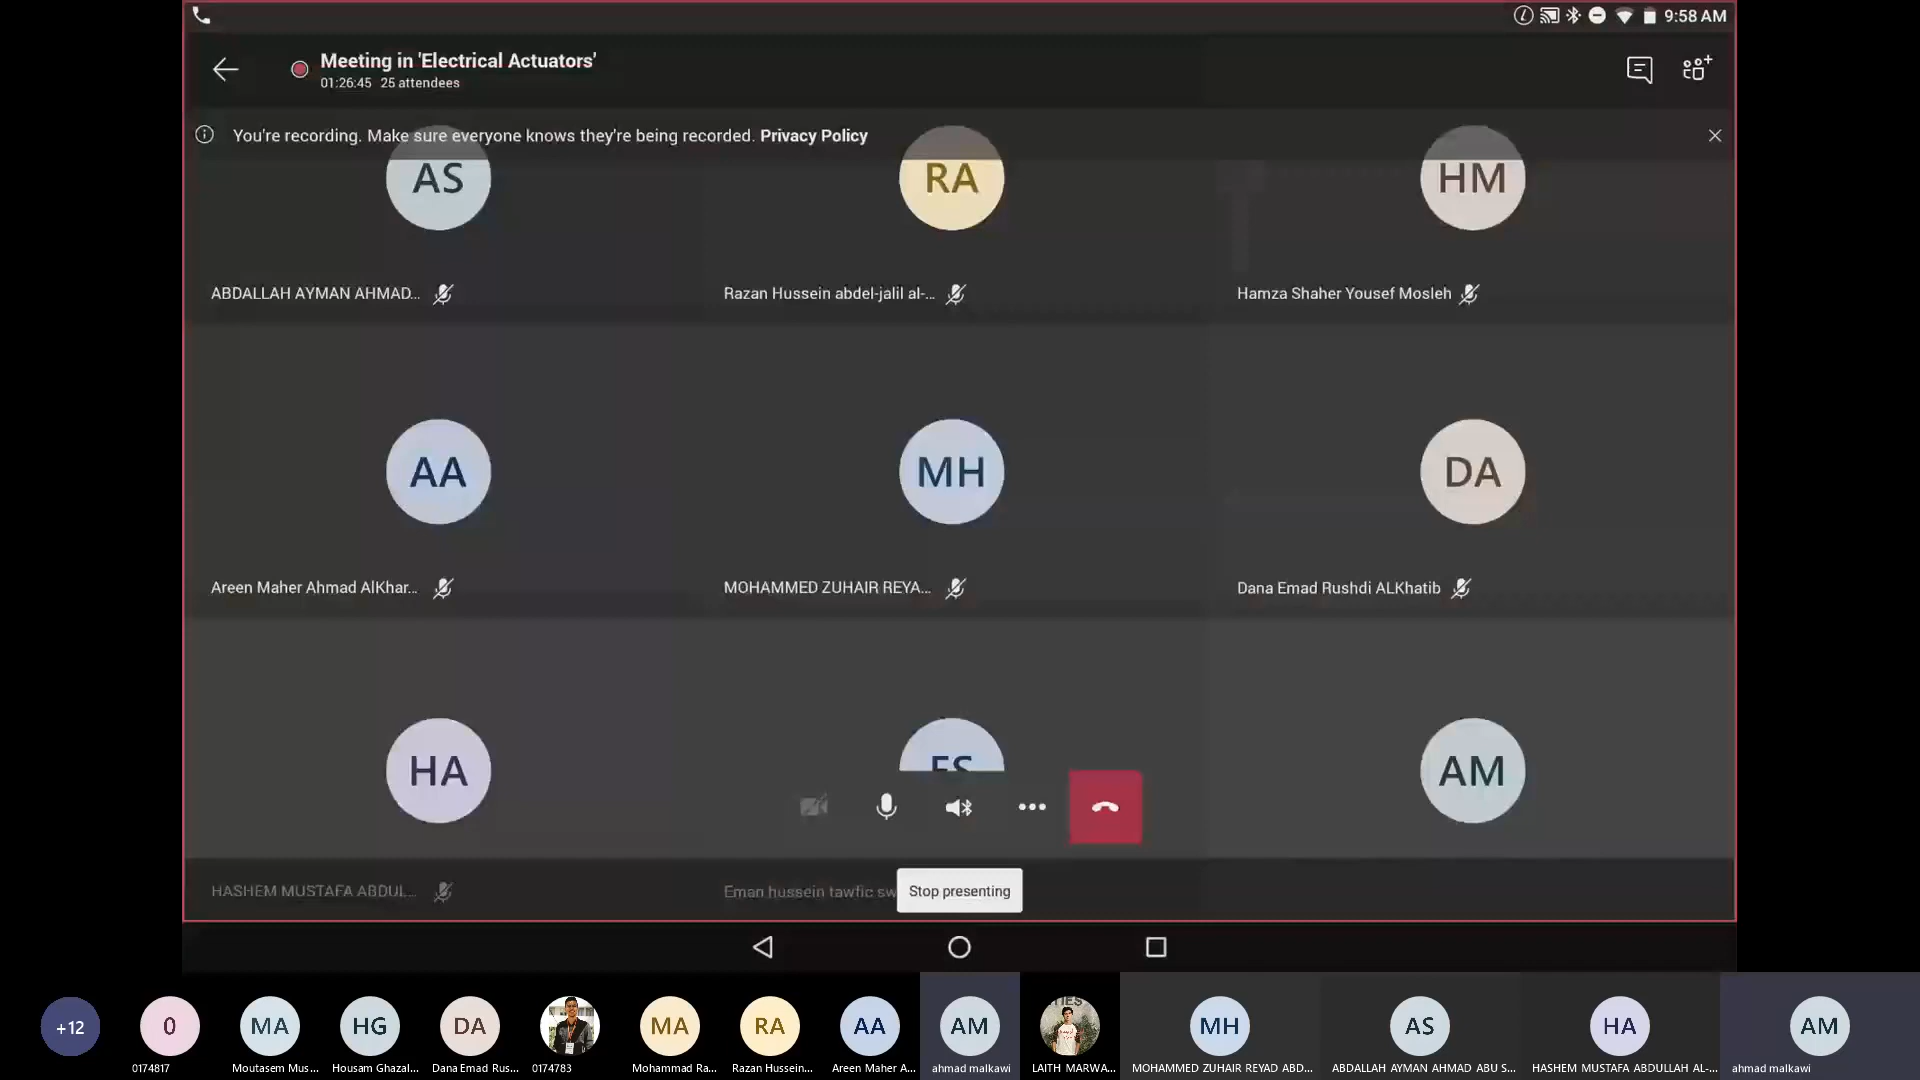 9:58 AM
Meeting in 'Electrical Actuators'
01:26:45 25 attendees
You're recording. Make sure everyone knows they're being recorded. Privacy Policy
AS
RA
HM
ABDALLAH AYMAN AHMAD...
Razan Hussein abdel-jalil al-...
Hamza Shaher Yousef Mosleh
AA
MH
DA
Areen Maher Ahmad AlKhar...
MOHAMMED ZUHAIR REYA...
Dana Emad Rushdi ALKhatib
HA
ES
AM
HASHEM MUSTAFA ABDUL...
Eman hussein tawfic sw
Stop presenting
+12
0
MA
HG
DA
MA
RA
AA
AM
MH
AS
HA
AM
0174817
Moutasem Mus...
Housam Ghazal...
Dana Emad Rus...
0174783
Mohammad Ra...
Razan Hussein...
Areen Maher A...
ahmad malkawi
LAITH MARWA...
MOHAMMED ZUHAIR REYAD ABD...
ABDALLAH AYMAN AHMAD ABU S...
HASHEM MUSTAFA ABDULLAH AL-...
ahmad malkawi